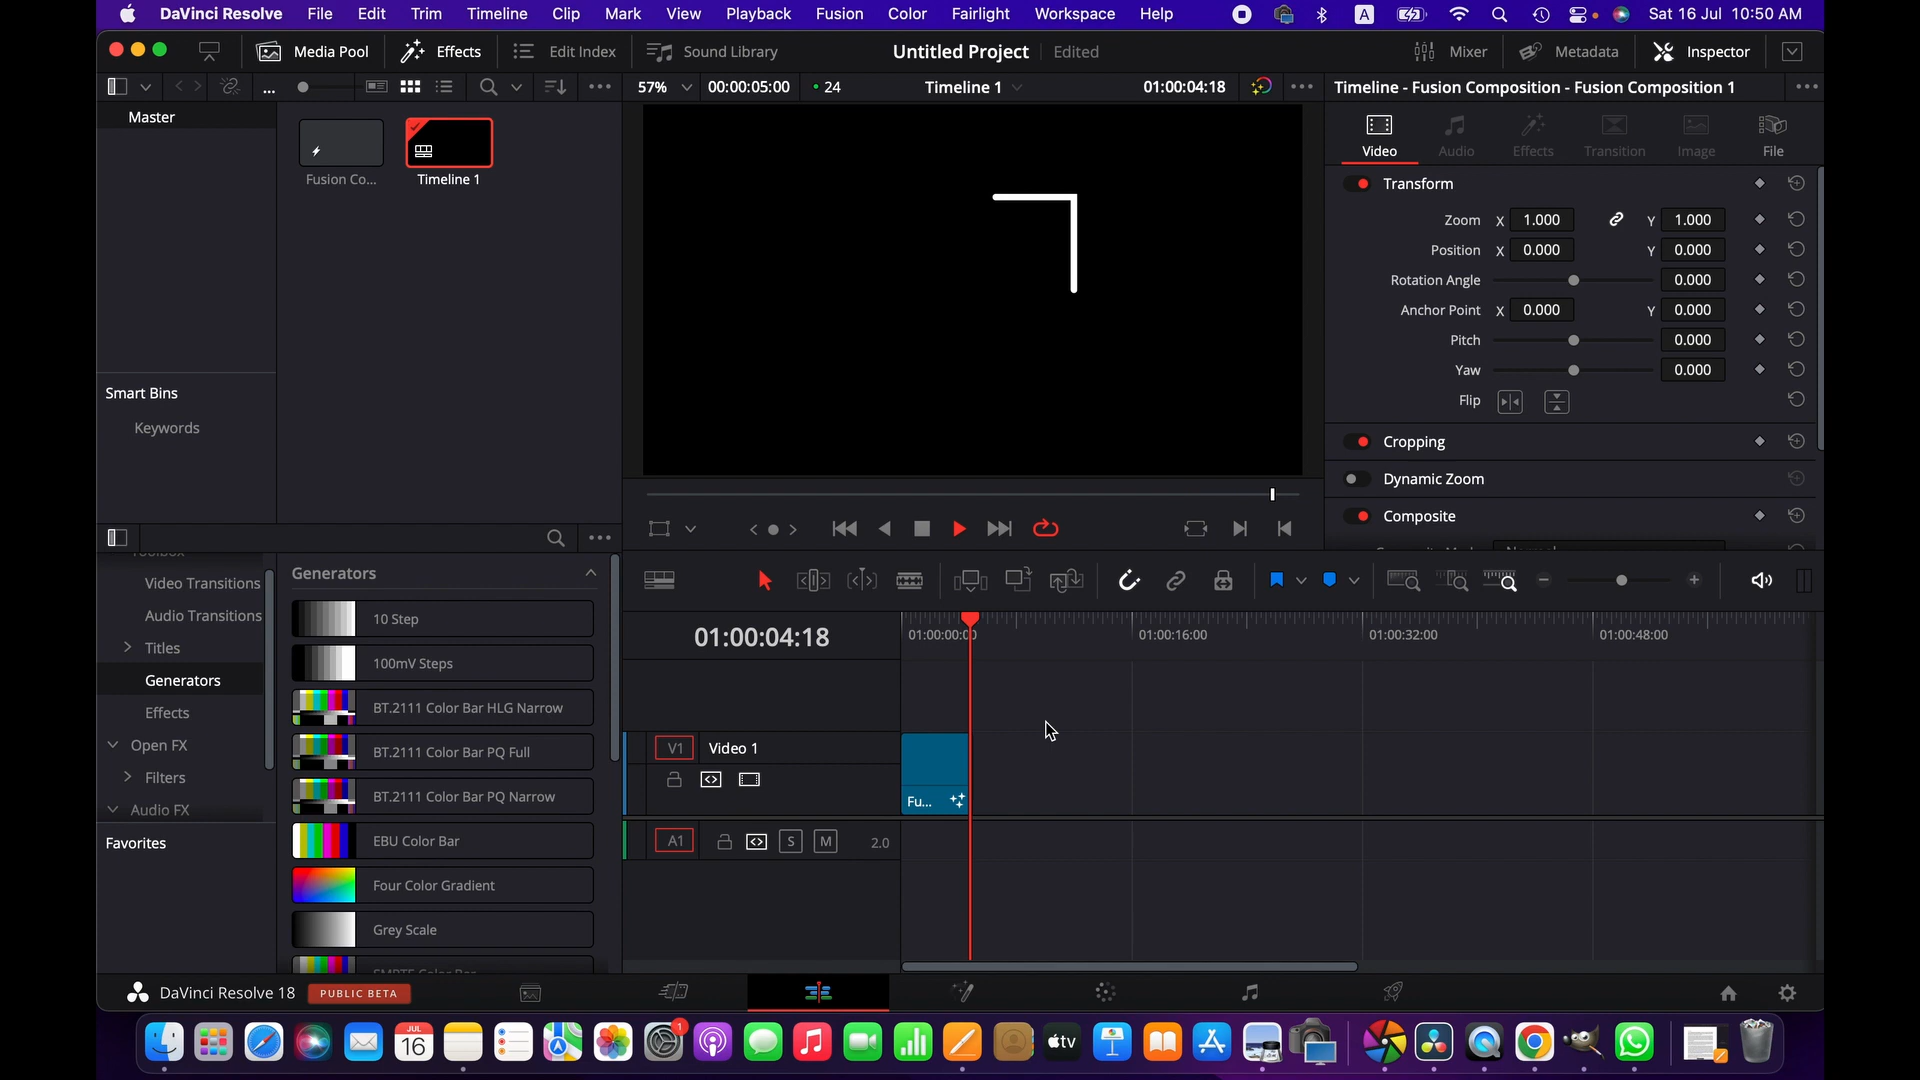 DaVinci Resolve File Edit Trim Timeline Clip Mark View Playback Fusion Color Fairlight Workspace Help A Sat 16 Jul 10:50 AM
Media Pool Effects Edit Index Sound Library Untitled Project Edited Mixer Metadata Inspector
... 57% 00:00:05:00 24 Timeline 1 01:00:04:18 Timeline - Fusion Composition - Fusion Composition 1
Master
Fusion Co... Timeline 1
Video Audio Effects Transition Image File
Transform
Zoom X 1.000 Y 1.000
Position X 0.000 Y 0.000
Rotation Angle 0.000
Anchor Point X 0.000 Y 0.000
Pitch 0.000
Yaw 0.000
Flip
Cropping
Dynamic Zoom
Composite
Smart Bins
Keywords
Toolbox
Video Transitions
Audio Transitions
Titles
Generators
Effects
Open FX
Filters
Audio FX
Favorites
Generators
10 Step
100mV Steps
BT.2111 Color Bar HLG Narrow
BT.2111 Color Bar PQ Full
BT.2111 Color Bar PQ Narrow
EBU Color Bar
Four Color Gradient
Grey Scale
01:00:04:18 01:00:00:00 01:00:16:00 01:00:32:00 01:00:48:00
V1 Video 1
Fu...
A1 S M 2.0
DaVinci Resolve 18 PUBLIC BETA
JUL
16
1
tv